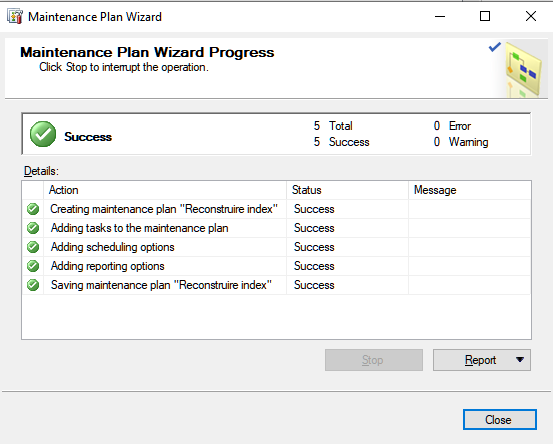 Maintenance Plan Wizard
Maintenance Plan Wizard Progress
Click Stop to interrupt the operation.
Success
5 Total 0 Error
5 Success 0 Warning
Details:
Action Status Message
Creating maintenance plan "Reconstruire index" Success
Adding tasks to the maintenance plan Success
Adding scheduling options Success
Adding reporting options Success
Saving maintenance plan "Reconstruire index" Success
Stop Report
Close